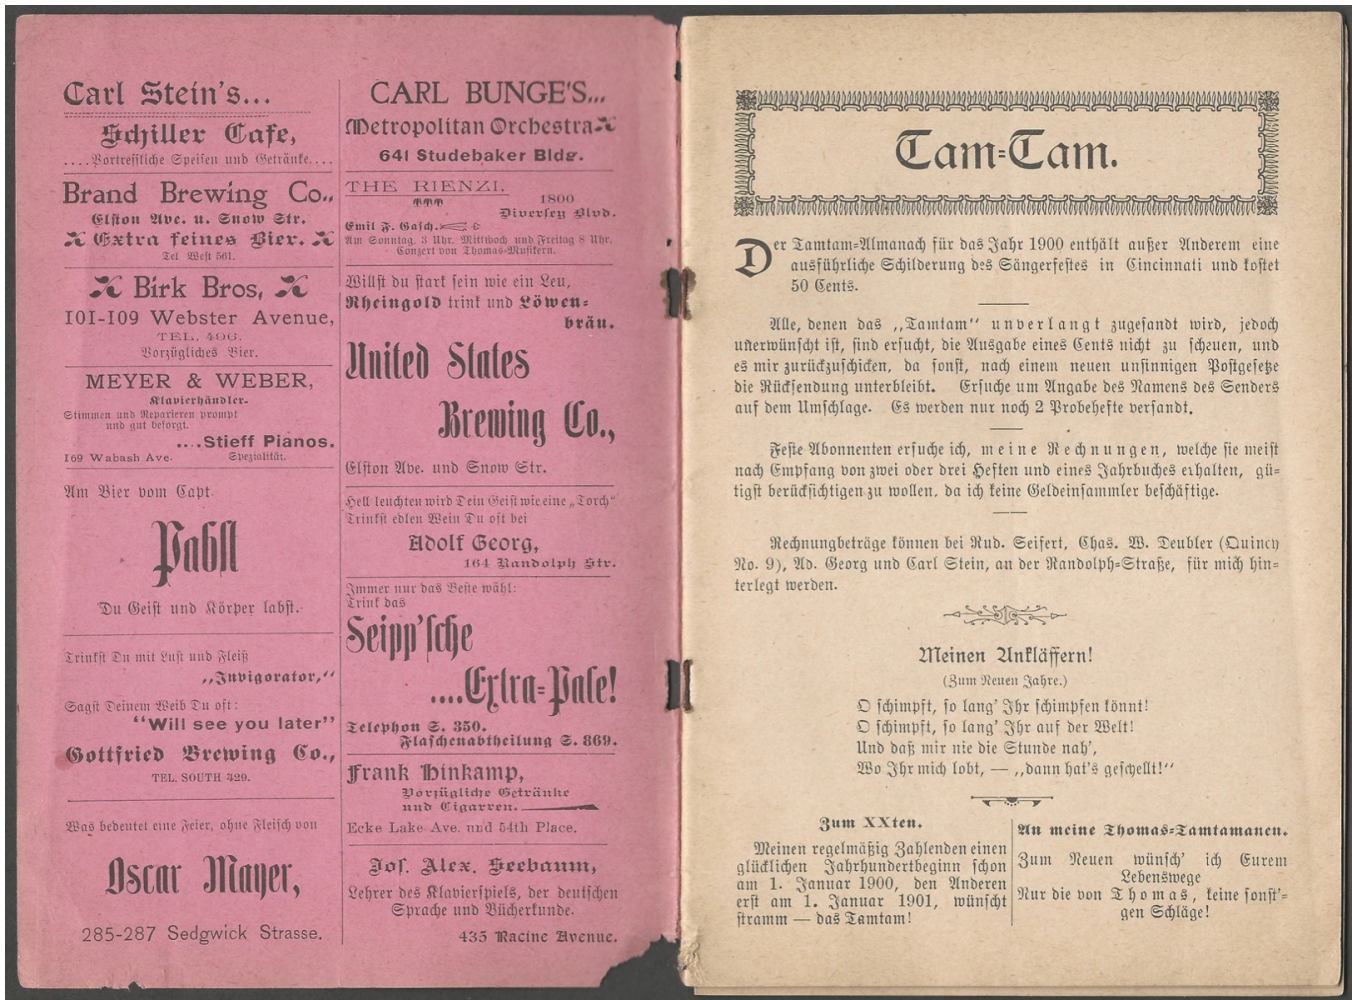 Carl Stein's...
Schiller Cafe,
....Vortreffliche Speisen und Getränke....
Brand Brewing Co.,
Elston Ave. u. Snow Str.
Extra feines Bier.
Tel West 561.
Birk Bros,
101-109 Webster Avenue,
TEL. 496.
Vorzügliches Bier.
MEYER & WEBER,
Klavierhändler.
Stimmen und Reparieren prompt
und gut besorgt.
....Stieff Pianos.
169 Wabash Ave. Spezialität.
Am Bier vom Capt.
Pabst
Du Geist und Körper labst.
Trinkst Du mit Lust und Fleiß
„Invigorator,“
Sagst Deinem Weib Du oft:
“Will see you later”
Gottfried Brewing Co.,
TEL. SOUTH 429.
Was bedeutet eine Feier, ohne Fleisch von
Oscar Mayer,
285-287 Sedgwick Strasse.
CARL BUNGE'S...
Metropolitan Orchestra
641 Studebaker Bldg.
THE RIENZI,
1800
Diversey Blvd.
Emil F. Gasch.
Am Sonntag, 3 Uhr, Mittwoch und Freitag 8 Uhr,
Conzert von Thomas-Musikern.
Willst du stark sein wie ein Leu,
Rheingold trink und Löwen-
bräu.
United States
Brewing Co.,
Elston Ave. und Snow Str.
Hell leuchten wird Dein Geist wie eine „Torch“
Trinkst edlen Wein Du oft bei
Adolf Georg,
164 Randolph Str.
Immer nur das Beste wähl:
Trink das
Seipp'sche
....Extra-Pale!
Telephon S. 350.
Flaschenabtheilung S. 869.
Frank Hinkamp,
Vorzügliche Getränke
und Cigarren.
Ecke Lake Ave. und 54th Place.
Jos. Alex. Seebaum,
Lehrer des Klavierspiels, der deutschen
Sprache und Bücherkunde.
435 Racine Avenue.
Tam-Tam.
Der Tamtam-Almanach für das Jahr 1900 enthält außer Anderem eine
ausführliche Schilderung des Sängerfestes in Cincinnati und kostet
50 Cents.
Alle, denen das „Tamtam“ unverlangt zugesandt wird, jedoch
unerwünscht ist, sind ersucht, die Ausgabe eines Cents nicht zu scheuen, und
es mir zurückzuschicken, da sonst, nach einem neuen unsinnigen Postgesetze
die Rücksendung unterbleibt. Ersuche um Angabe des Namens des Senders
auf dem Umschlage. Es werden nur noch 2 Probehefte versandt.
Feste Abonnenten ersuche ich, meine Rechnungen, welche sie meist
nach Empfang von zwei oder drei Heften und eines Jahrbuches erhalten, gü-
tigst berücksichtigen zu wollen, da ich keine Geldeinsammler beschäftige.
Rechnungbeträge können bei Rud. Seifert, Chas. W. Deubler (Quincy
No. 9), Ad. Georg und Carl Stein, an der Randolph-Straße, für mich hin-
terlegt werden.
Meinen Ankläffern!
(Zum Neuen Jahre.)
O schimpft, so lang' Ihr schimpfen könnt!
O schimpft, so lang' Ihr auf der Welt!
Und daß mir nie die Stunde nah',
Wo Ihr mich lobt, — „dann hat's geschellt!“
Zum XXten.
Meinen regelmäßig Zahlenden einen
glücklichen Jahrhundertbeginn schon
am 1. Januar 1900, den Anderen
erst am 1. Januar 1901, wünscht
stramm — das Tamtam!
An meine Thomas-Tamtamanen.
Zum Neuen wünsch' ich Eurem
Lebenswege
Nur die von Thomas, keine sonst'-
gen Schläge!